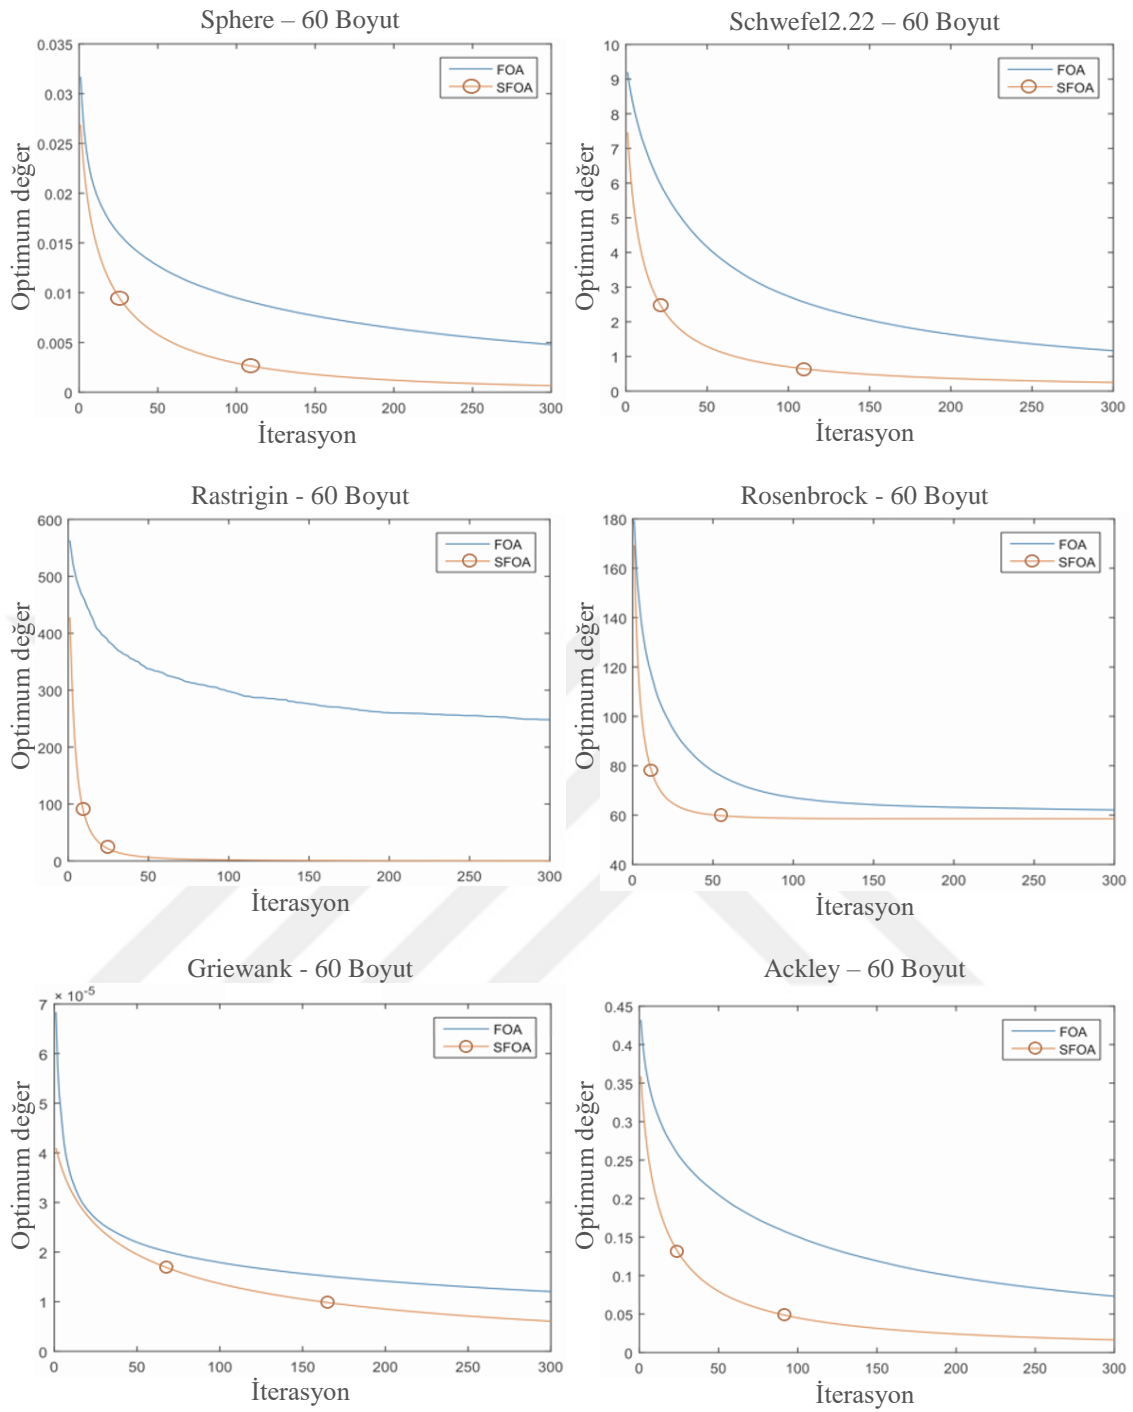 Sphere – 60 Boyut
0.035
0.03
0.025
0.02
0.015
0.01
0.005
0
0 50 100 150 200 250 300
FOA
SFOA
Optimum değer
İterasyon
Schwefel2.22 – 60 Boyut
10
9
8
7
6
5
4
3
2
1
0
0 50 100 150 200 250 300
FOA
SFOA
Optimum değer
İterasyon
Rastrigin - 60 Boyut
600
500
400
300
200
100
0
0 50 100 150 200 250 300
FOA
SFOA
Optimum değer
İterasyon
Rosenbrock - 60 Boyut
180
160
140
120
100
80
60
40
0 50 100 150 200 250 300
FOA
SFOA
Optimum değer
İterasyon
Griewank - 60 Boyut
× 10⁻⁵
7
6
5
4
3
2
1
0
0 50 100 150 200 250 300
FOA
SFOA
Optimum değer
İterasyon
Ackley – 60 Boyut
0.45
0.4
0.35
0.3
0.25
0.2
0.15
0.1
0.05
0
0 50 100 150 200 250 300
FOA
SFOA
Optimum değer
İterasyon